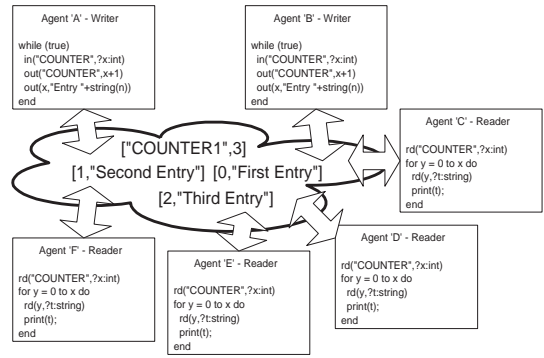 Agent 'A' - Writer
while (true)
in("COUNTER",?x:int)
out("COUNTER",x+1)
out(x,"Entry "+string(n))
end
Agent 'B' - Writer
while (true)
in("COUNTER",?x:int)
out("COUNTER",x+1)
out(x,"Entry "+string(n))
end
Agent 'C' - Reader
rd("COUNTER",?x:int)
for y = 0 to x do
rd(y,?t:string)
print(t);
end
["COUNTER1",3]
[1,"Second Entry"] [0,"First Entry"]
[2,"Third Entry"]
Agent 'F' - Reader
rd("COUNTER",?x:int)
for y = 0 to x do
rd(y,?t:string)
print(t);
end
Agent 'E' - Reader
rd("COUNTER",?x:int)
for y = 0 to x do
rd(y,?t:string)
print(t);
end
Agent 'D' - Reader
rd("COUNTER",?x:int)
for y = 0 to x do
rd(y,?t:string)
print(t);
end